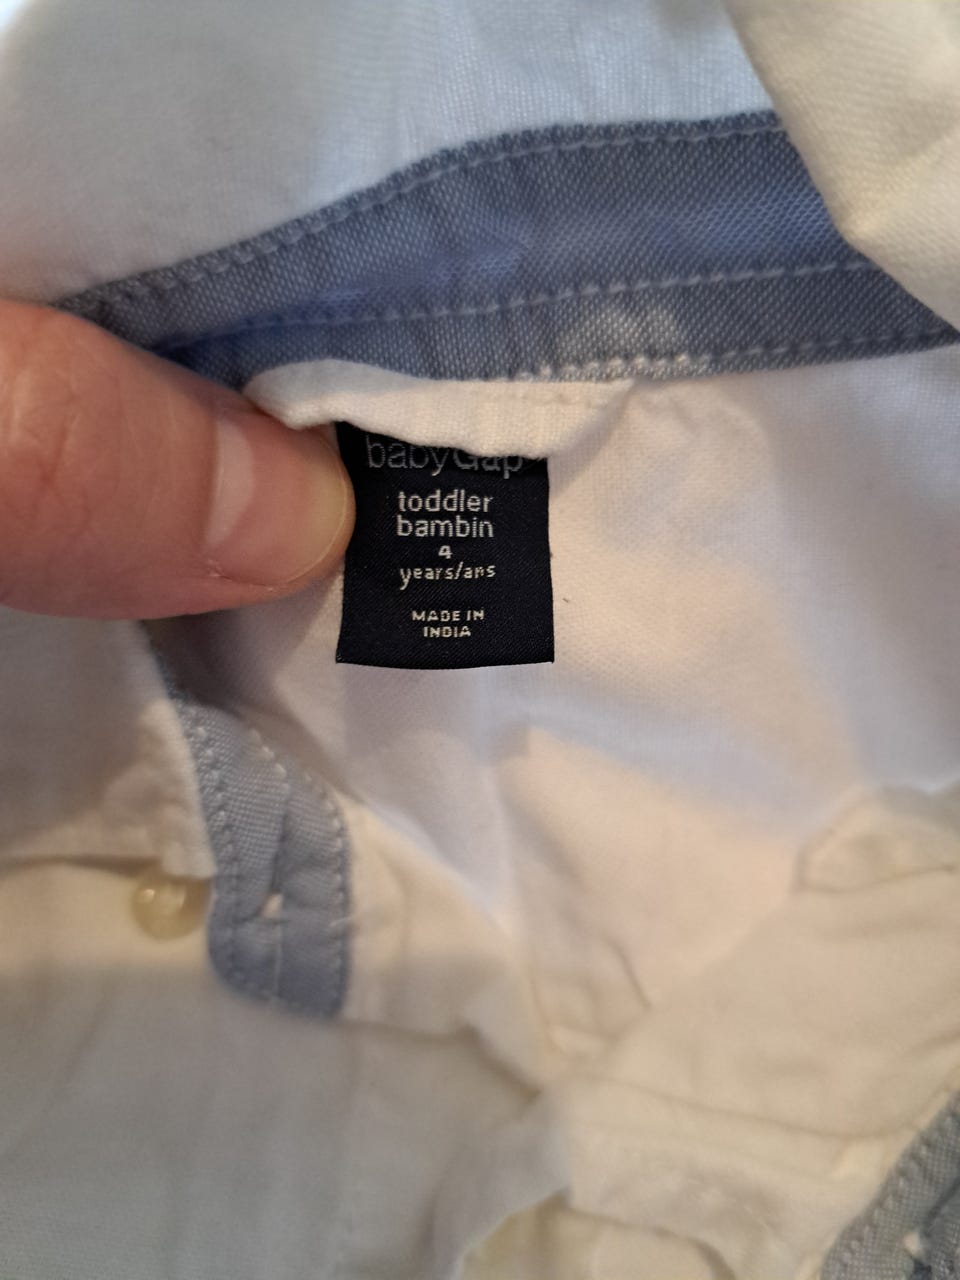 babyGap
toddler
bambin
4
years/ans
MADE IN
INDIA